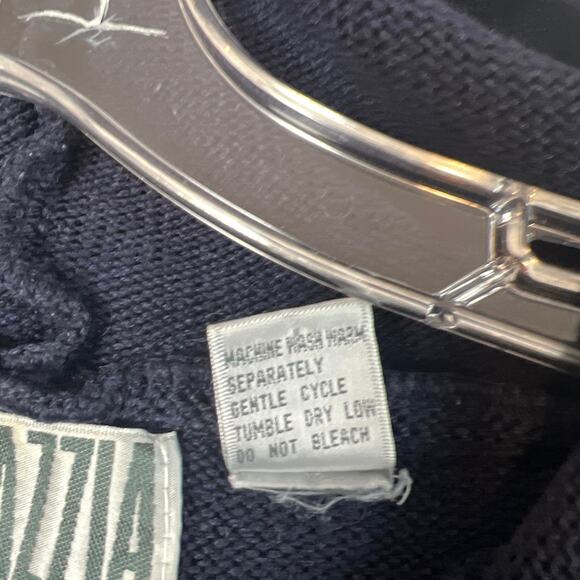 MACHINE WASH WARM
SEPARATELY
GENTLE CYCLE
TUMBLE DRY LOW
DO NOT BLEACH